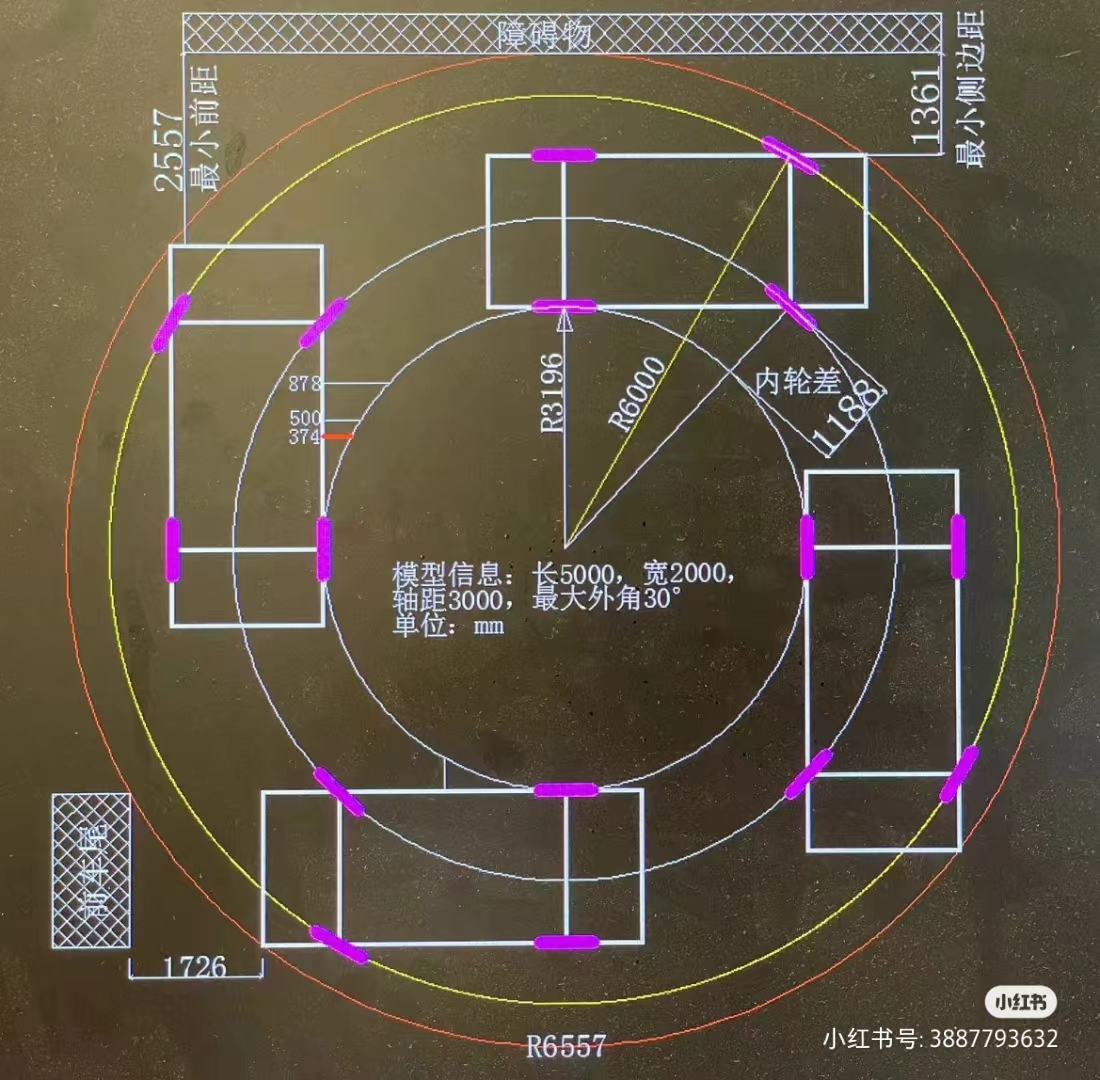 障碍物
2557
最小前距
1361
最小侧边距
878
500
374
R3196
R6000
内轮差
1188
模型信息：长5000，宽2000，
轴距3000，最大外角30°
单位：mm
前车尾
1726
R6557
小红书
小红书号: 3887793632